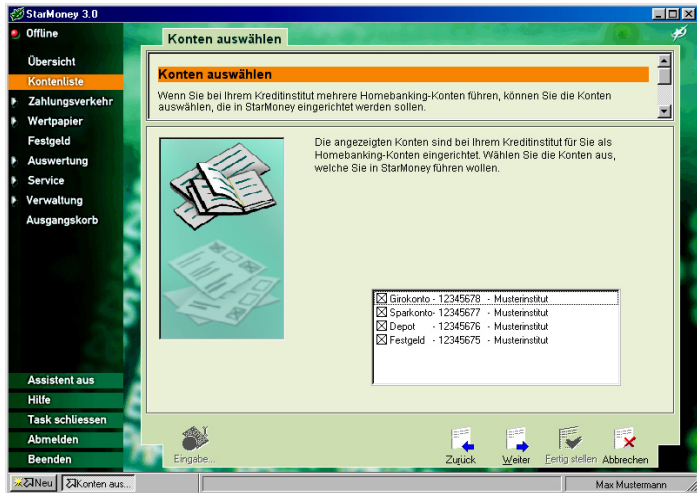 StarMoney 3.0
Offline
Übersicht
Kontenliste
Zahlungsverkehr
Wertpapier
Festgeld
Auswertung
Service
Verwaltung
Ausgangskorb
Assistent aus
Hilfe
Task schliessen
Abmelden
Beenden
Konten auswählen
Konten auswählen
Wenn Sie bei Ihrem Kreditinstitut mehrere Homebanking-Konten führen, können Sie die Konten
auswählen, die in StarMoney eingerichtet werden sollen.
Die angezeigten Konten sind bei Ihrem Kreditinstitut für Sie als
Homebanking-Konten eingerichtet. Wählen Sie die Konten aus,
welche Sie in StarMoney führen wollen.
Girokonto - 12345678 - Musterinstitut
Sparkonto- 12345677 - Musterinstitut
Depot - 12345676 - Musterinstitut
Festgeld - 12345675 - Musterinstitut
Eingabe... Zurück Weiter Fertig stellen Abbrechen
Neu Konten aus... Max Mustermann